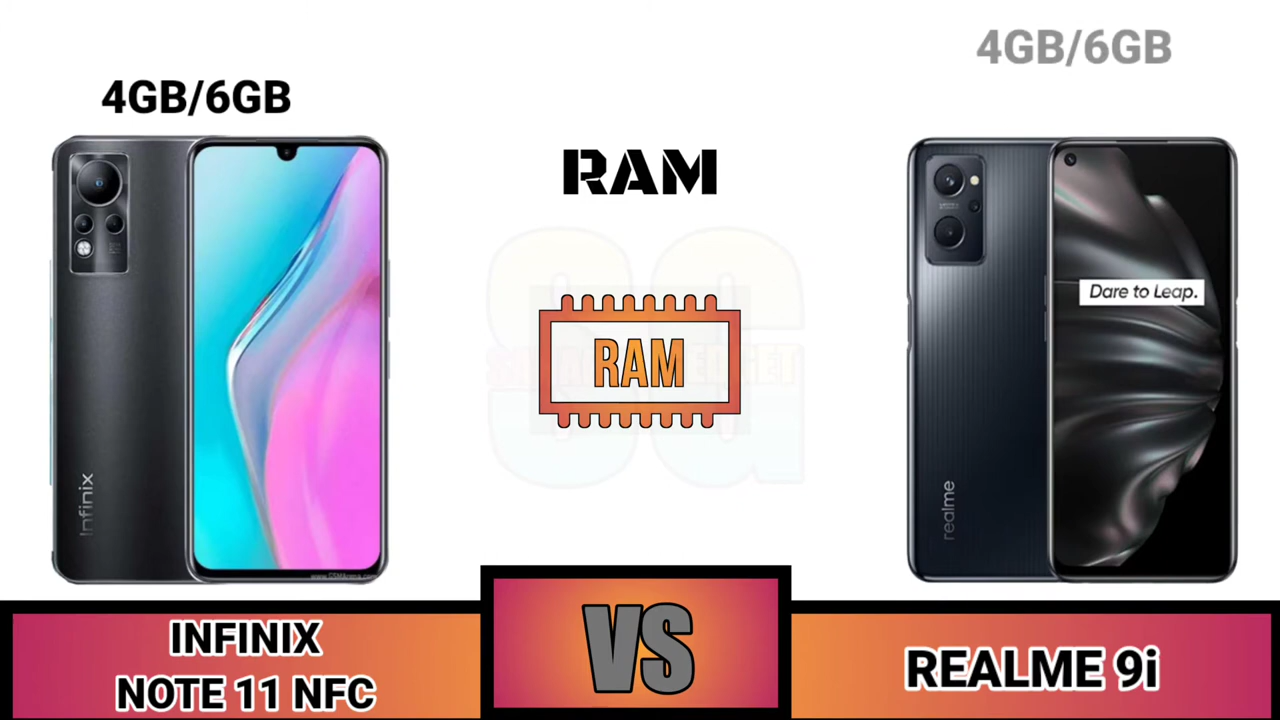 4GB/6GB
4GB/6GB
RAM
RAM
Dare to Leap.
Infinix
realme
INFINIX
NOTE 11 NFC
VS
REALME 9i